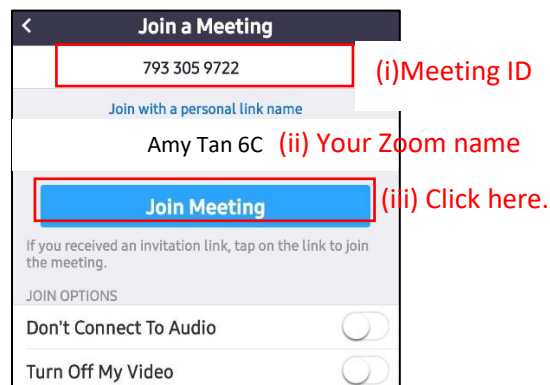 < Join a Meeting
793 305 9722 (i)Meeting ID
Join with a personal link name
Amy Tan 6C (ii) Your Zoom name
Join Meeting (iii) Click here.
If you received an invitation link, tap on the link to join
the meeting.
JOIN OPTIONS
Don't Connect To Audio
Turn Off My Video